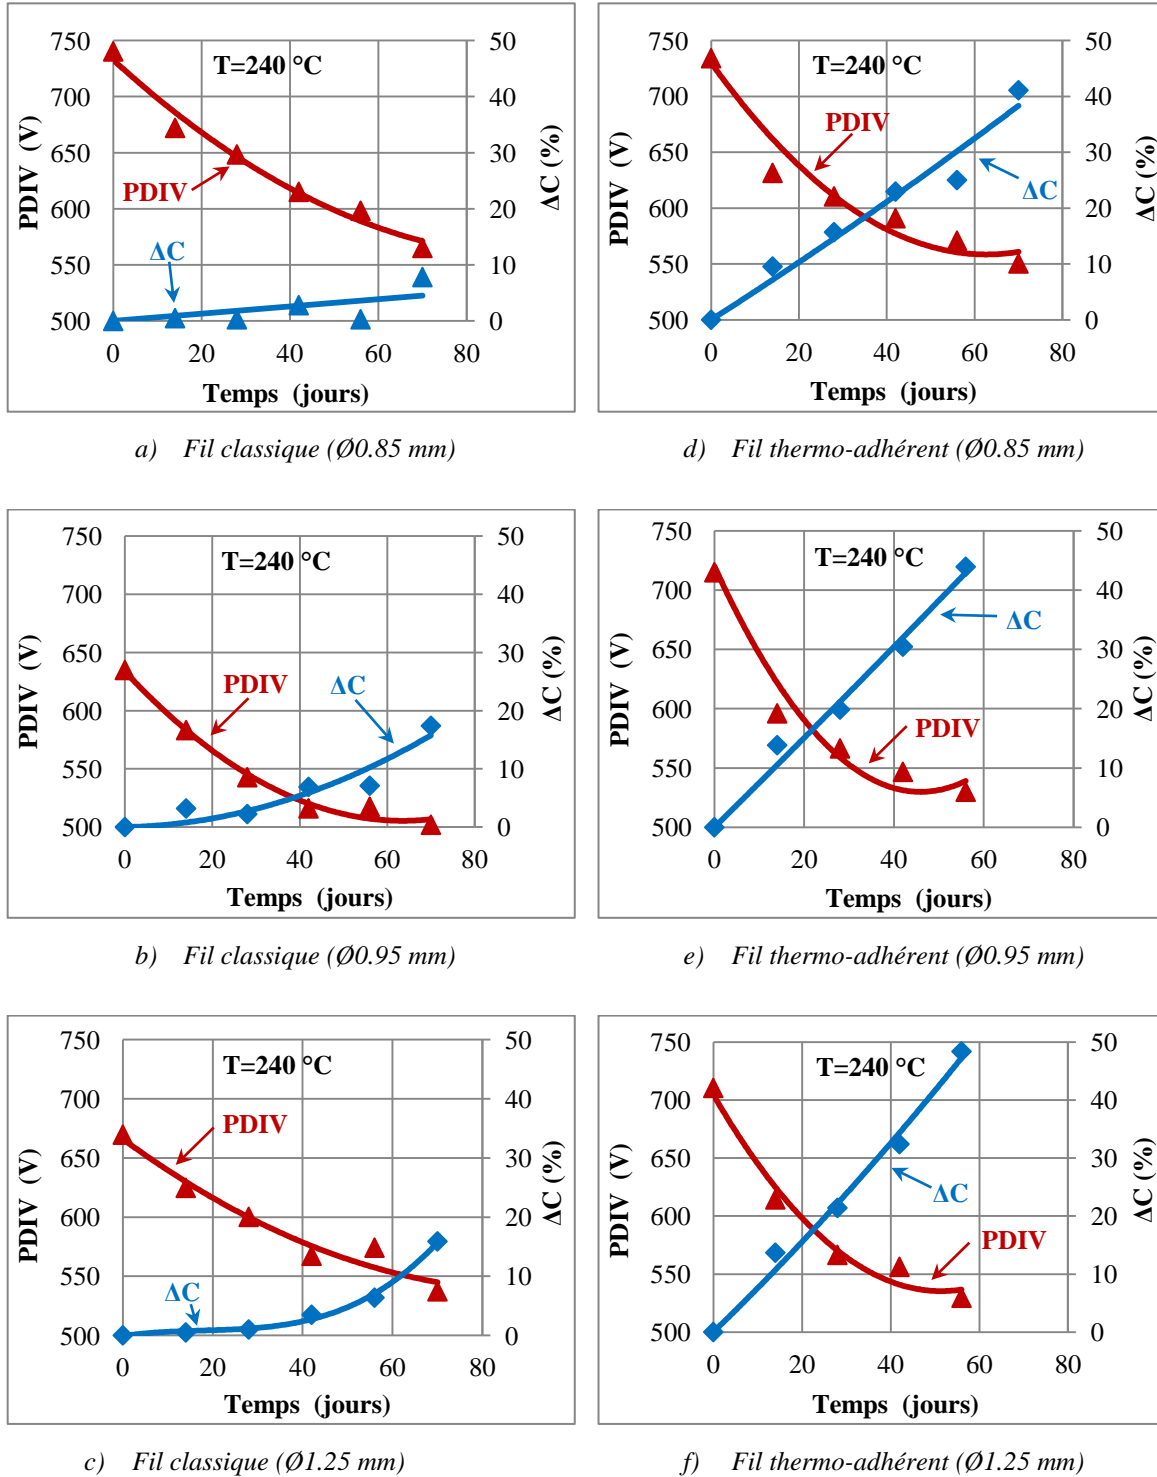 750
700
650
600
550
500
PDIV (V)
T=240 °C
PDIV
ΔC
50
40
30
20
10
0
ΔC (%)
0 20 40 60 80
Temps (jours)
a) Fil classique (Ø0.85 mm)
750
700
650
600
550
500
PDIV (V)
T=240 °C
PDIV
ΔC
50
40
30
20
10
0
ΔC (%)
0 20 40 60 80
Temps (jours)
d) Fil thermo-adhérent (Ø0.85 mm)
750
700
650
600
550
500
PDIV (V)
T=240 °C
PDIV
ΔC
50
40
30
20
10
0
ΔC (%)
0 20 40 60 80
Temps (jours)
b) Fil classique (Ø0.95 mm)
750
700
650
600
550
500
PDIV (V)
T=240 °C
ΔC
PDIV
50
40
30
20
10
0
ΔC (%)
0 20 40 60 80
Temps (jours)
e) Fil thermo-adhérent (Ø0.95 mm)
750
700
650
600
550
500
PDIV (V)
T=240 °C
PDIV
ΔC
50
40
30
20
10
0
ΔC (%)
0 20 40 60 80
Temps (jours)
c) Fil classique (Ø1.25 mm)
750
700
650
600
550
500
PDIV (V)
T=240 °C
ΔC
PDIV
50
40
30
20
10
0
ΔC (%)
0 20 40 60 80
Temps (jours)
f) Fil thermo-adhérent (Ø1.25 mm)